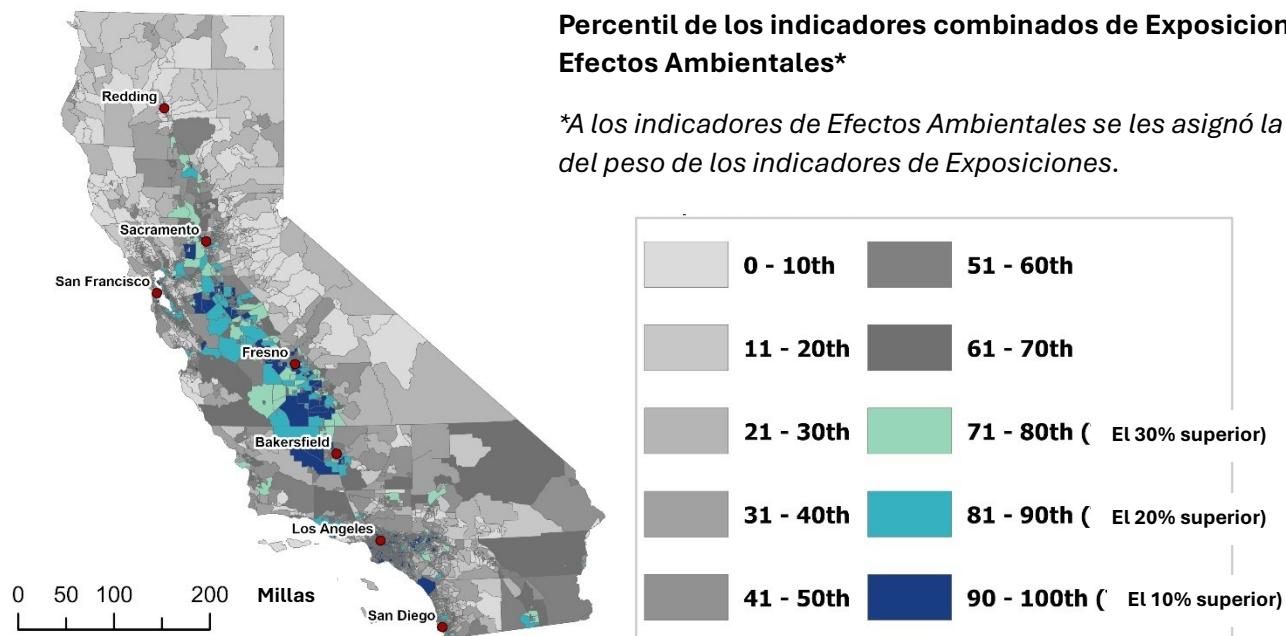 Percentil de los indicadores combinados de Exposicion
Efectos Ambientales*
*A los indicadores de Efectos Ambientales se les asignó la
del peso de los indicadores de Exposiciones.
Redding
Sacramento
San Francisco
Fresno
Bakersfield
Los Angeles
San Diego
0 50 100 200 Millas
0 - 10th
11 - 20th
21 - 30th
31 - 40th
41 - 50th
51 - 60th
61 - 70th
71 - 80th ( El 30% superior)
81 - 90th ( El 20% superior)
90 - 100th ( El 10% superior)